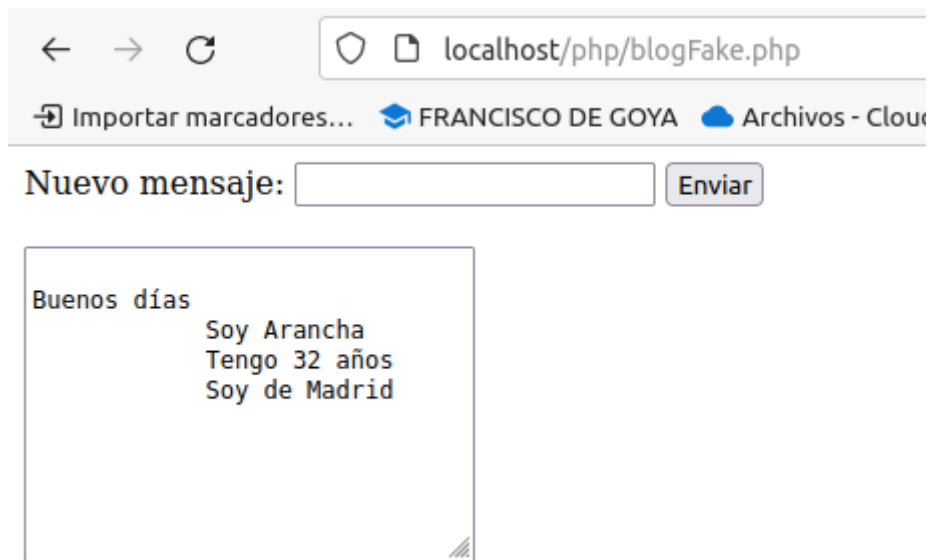 localhost/php/blogFake.php
Importar marcadores... FRANCISCO DE GOYA Archivos - Clou
Nuevo mensaje: Enviar
Buenos días
Soy Arancha
Tengo 32 años
Soy de Madrid